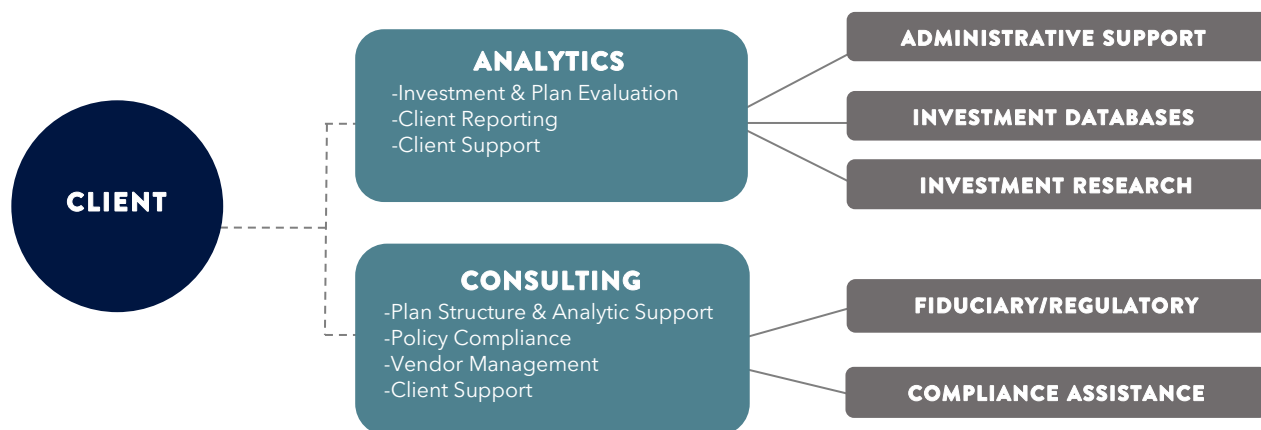 CLIENT
ANALYTICS
-Investment & Plan Evaluation
-Client Reporting
-Client Support
ADMINISTRATIVE SUPPORT
INVESTMENT DATABASES
INVESTMENT RESEARCH
CONSULTING
-Plan Structure & Analytic Support
-Policy Compliance
-Vendor Management
-Client Support
FIDUCIARY/REGULATORY
COMPLIANCE ASSISTANCE